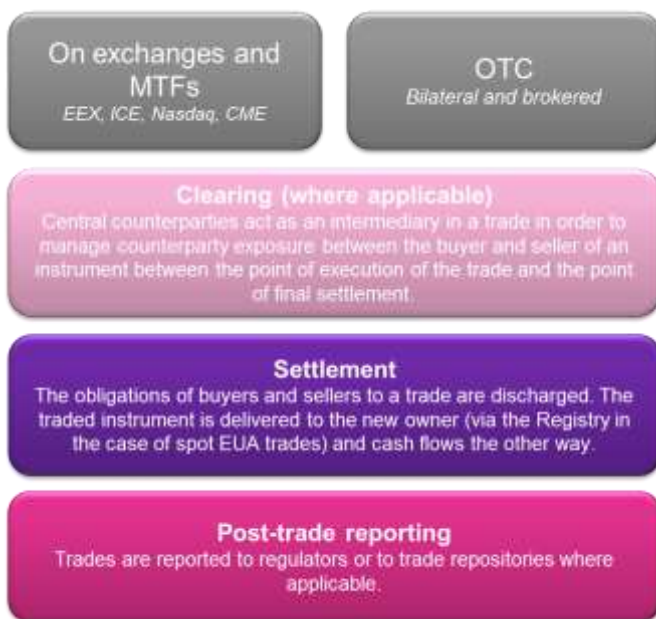 On exchanges and
MTFs
EEX, ICE, Nasdaq, CME
OTC
Bilateral and brokered
Clearing (where applicable)
Central counterparties act as an intermediary in a trade in order to
manage counterparty exposure between the buyer and seller of an
instrument between the point of execution of the trade and the point
of final settlement.
Settlement
The obligations of buyers and sellers to a trade are discharged. The
traded instrument is delivered to the new owner (via the Registry in
the case of spot EUA trades) and cash flows the other way.
Post-trade reporting
Trades are reported to regulators or to trade repositories where
applicable.